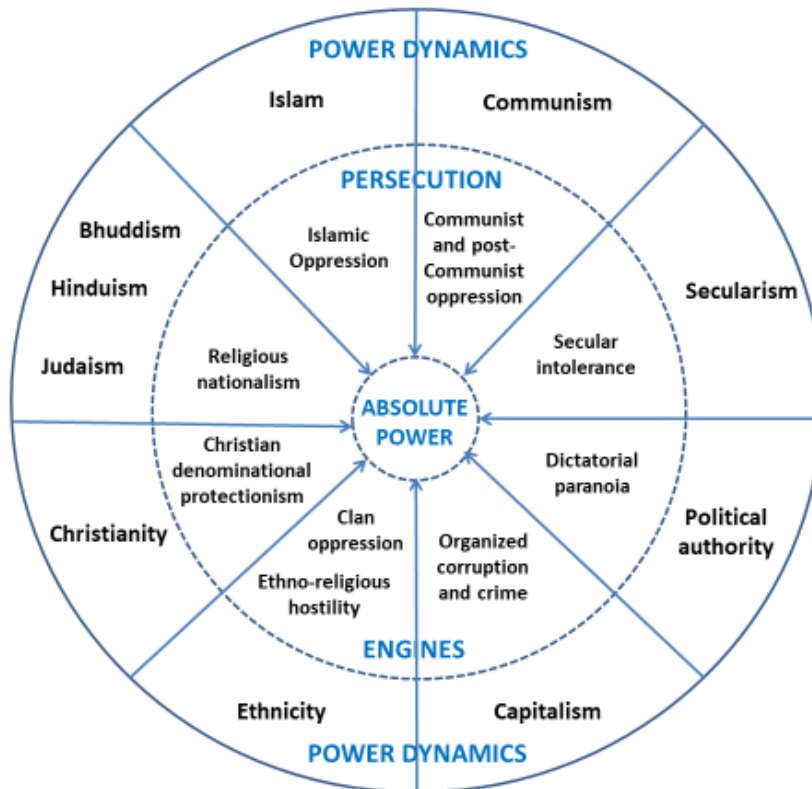 POWER DYNAMICS
Islam
Communism
PERSECUTION
Islamic
Oppression
Communist
and post-
Communist
oppression
Bhuddism
Hinduism
Judaism
Secularism
Religious
nationalism
Secular
intolerance
ABSOLUTE
POWER
Christian
denominational
protectionism
Dictatorial
paranoia
Christianity
Political
authority
Clan
oppression
Ethno-religious
hostility
Organized
corruption
and crime
ENGINES
Ethnicity
Capitalism
POWER DYNAMICS